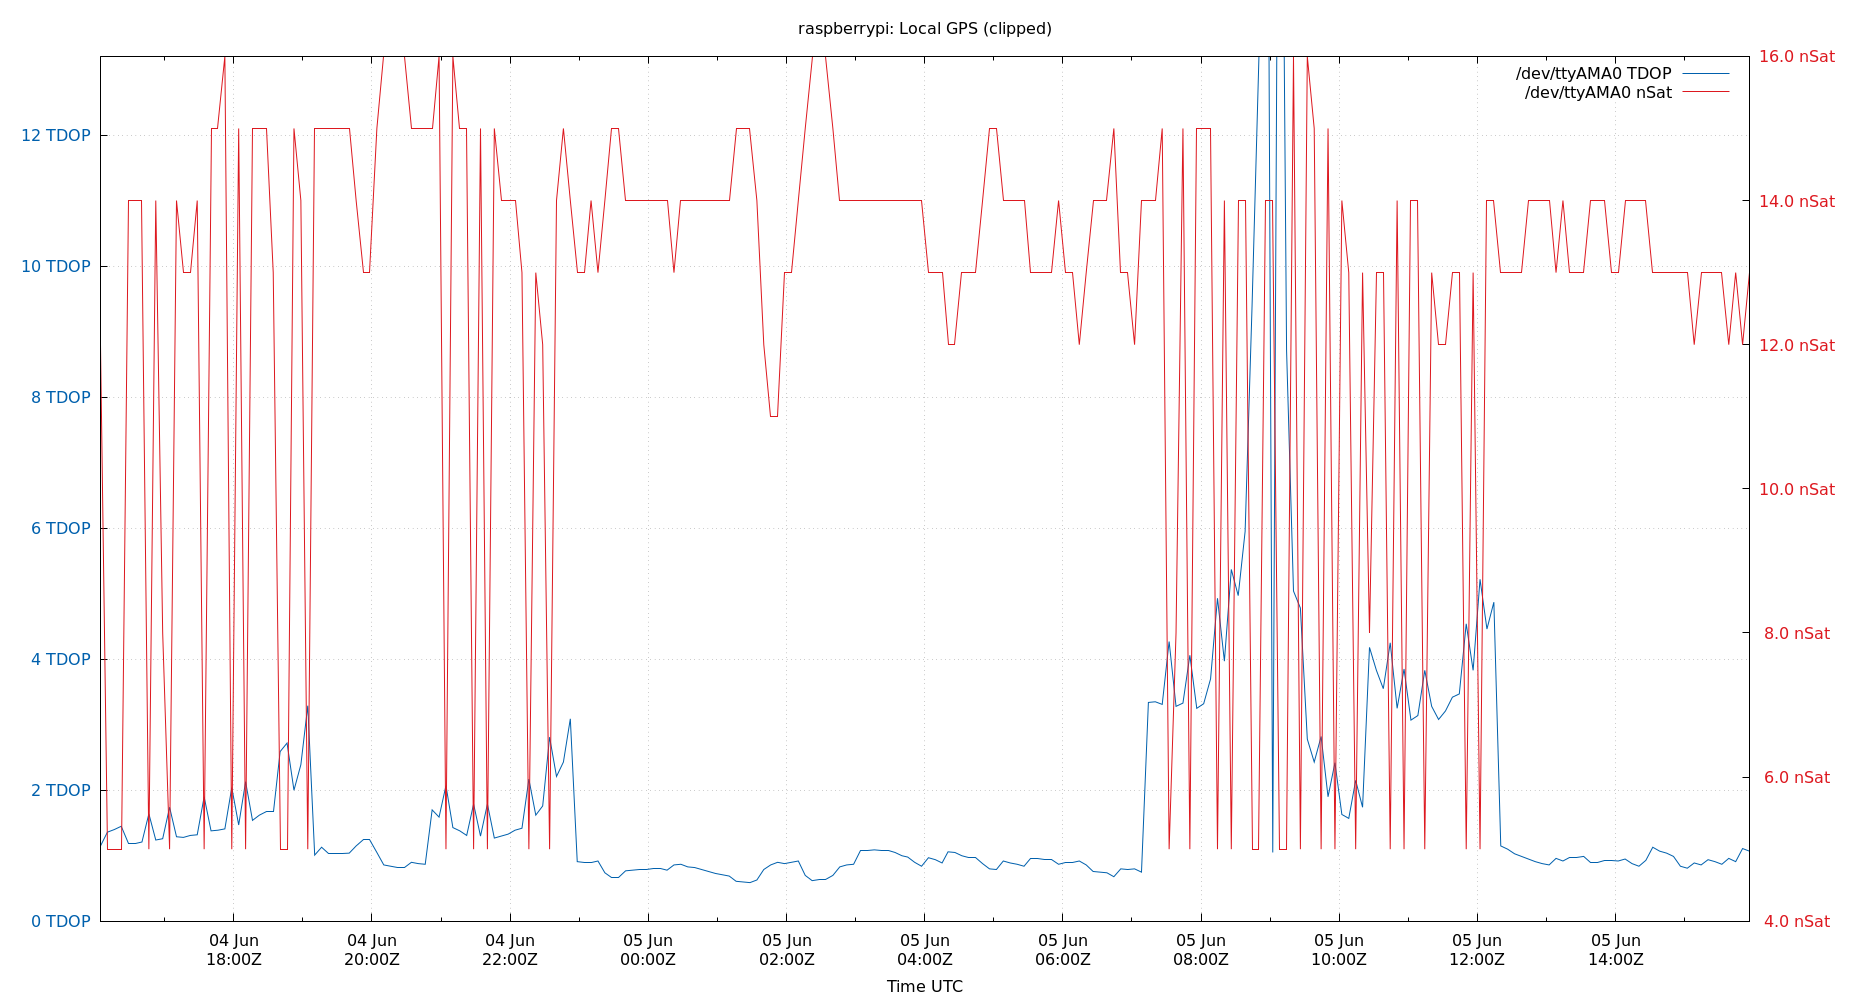 raspberrypi: Local GPS (clipped)
/dev/ttyAMA0 TDOP
/dev/ttyAMA0 nSat
12 TDOP
10 TDOP
8 TDOP
6 TDOP
4 TDOP
2 TDOP
0 TDOP
16.0 nSat
14.0 nSat
12.0 nSat
10.0 nSat
8.0 nSat
6.0 nSat
4.0 nSat
04 Jun
18:00Z
04 Jun
20:00Z
04 Jun
22:00Z
05 Jun
00:00Z
05 Jun
02:00Z
05 Jun
04:00Z
05 Jun
06:00Z
05 Jun
08:00Z
05 Jun
10:00Z
05 Jun
12:00Z
05 Jun
14:00Z
Time UTC